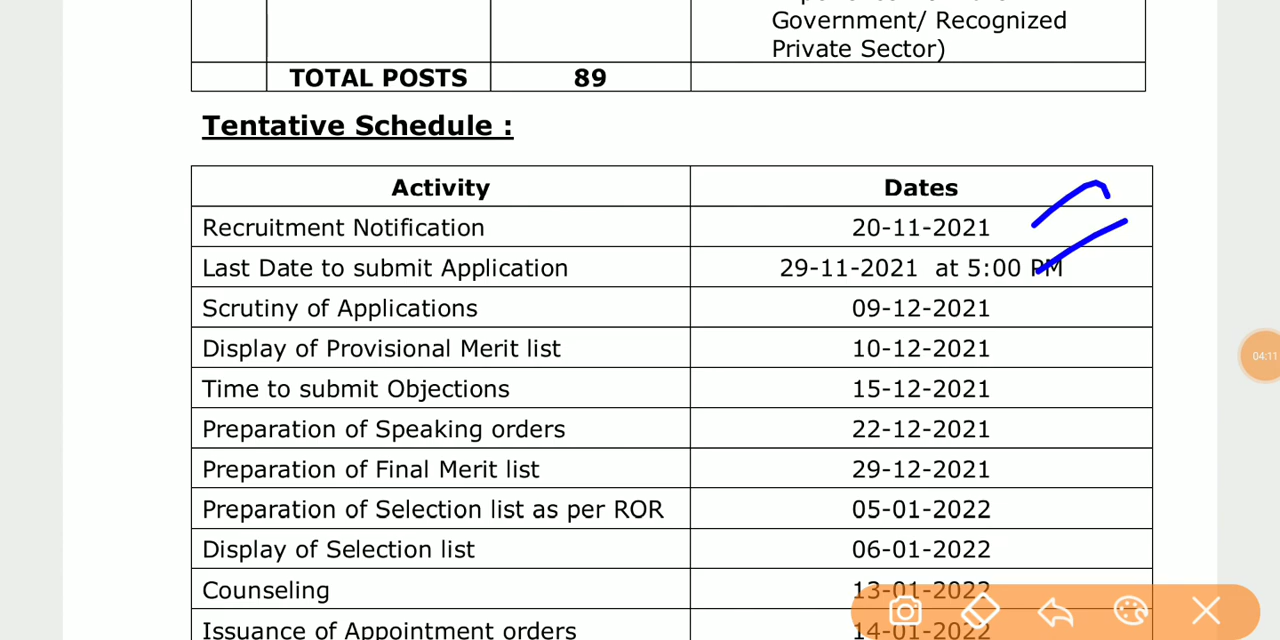 Government/ Recognized
Private Sector)
TOTAL POSTS 89
Tentative Schedule :
Activity Dates
Recruitment Notification 20-11-2021
Last Date to submit Application 29-11-2021 at 5:00 PM
Scrutiny of Applications 09-12-2021
Display of Provisional Merit list 10-12-2021
Time to submit Objections 15-12-2021
Preparation of Speaking orders 22-12-2021
Preparation of Final Merit list 29-12-2021
Preparation of Selection list as per ROR 05-01-2022
Display of Selection list 06-01-2022
Counseling 13-01-2022
Issuance of Appointment orders 14-01-2022
04:11